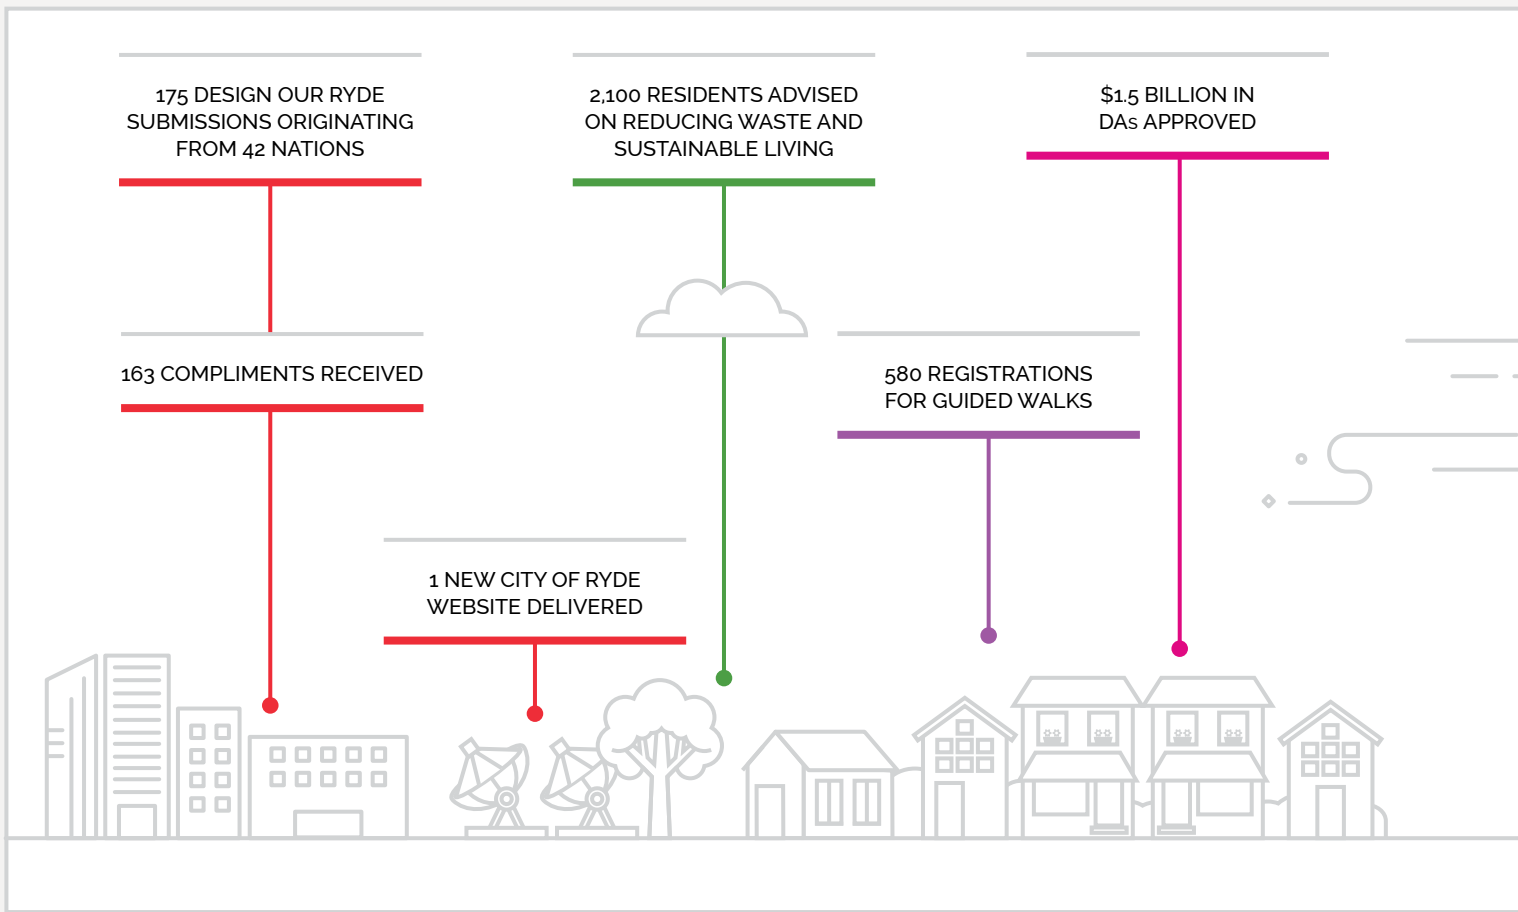 175 DESIGN OUR RYDE
SUBMISSIONS ORIGINATING
FROM 42 NATIONS
2,100 RESIDENTS ADVISED
ON REDUCING WASTE AND
SUSTAINABLE LIVING
$1.5 BILLION IN
DAs APPROVED
163 COMPLIMENTS RECEIVED
580 REGISTRATIONS
FOR GUIDED WALKS
1 NEW CITY OF RYDE
WEBSITE DELIVERED